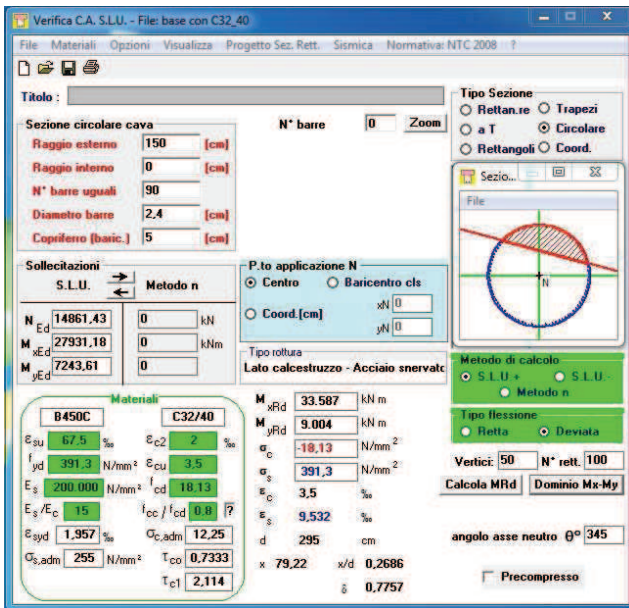 Verifica C.A. S.L.U. - File: base con C32_40
File Materiali Opzioni Visualizza Progetto Sez. Rett. Sismica Normativa: NTC 2008 ?
Titolo :
Sezione circolare cava
Raggio esterno 150 [cm]
Raggio interno 0 [cm]
N° barre uguali 90
Diametro barre 2,4 [cm]
Copriferro (baric.) 5 [cm]
N° barre 0 Zoom
Tipo Sezione
Rettan.re Trapezi
a T Circolare
Rettangoli Coord.
Sezio...
File
N
Sollecitazioni
S.L.U. Metodo n
N Ed 14861,43 0 kN
M xEd 27931,18 0 kNm
M yEd 7243,61 0
P.to applicazione N
Centro Baricentro cls
Coord.[cm] xN 0
yN 0
Tipo rottura
Lato calcestruzzo - Acciaio snervato
Metodo di calcolo
S.L.U.+ S.L.U.-
Metodo n
Tipo flessione
Retta Deviata
Materiali
B450C C32/40
εsu 67,5 ‰ εc2 2 ‰
fyd 391,3 N/mm² εcu 3,5
Es 200.000 N/mm² fcd 18,13
Es/Ec 15 fcc/fcd 0,8 ?
εsyd 1,957 ‰ σc,adm 12,25
σs,adm 255 N/mm² τco 0,7333
τc1 2,114
M xRd 33.587 kN m
M yRd 9.004 kN m
σc -18,13 N/mm²
σs 391,3 N/mm²
εc 3,5 ‰
εs 9,532 ‰
d 295 cm
x 79,22 x/d 0,2686
δ 0,7757
Vertici: 50 N° rett. 100
Calcola MRd Dominio Mx-My
angolo asse neutro θ° 345
Precompresso